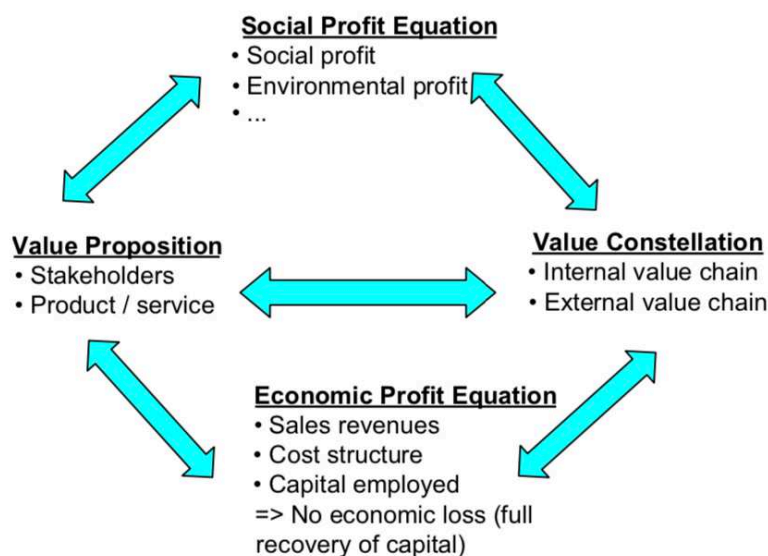 Social Profit Equation
• Social profit
• Environmental profit
• ...
Value Proposition
• Stakeholders
• Product / service
Value Constellation
• Internal value chain
• External value chain
Economic Profit Equation
• Sales revenues
• Cost structure
• Capital employed
=> No economic loss (full
recovery of capital)